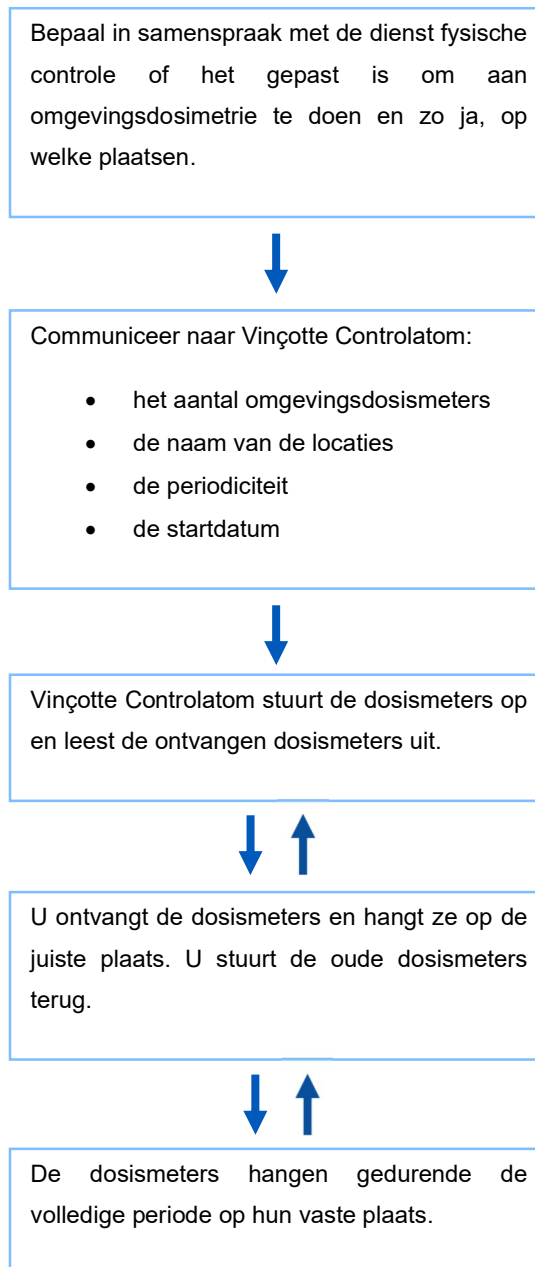 Bepaal in samenspraak met de dienst fysische
controle of het gepast is om aan
omgevingsdosimetrie te doen en zo ja, op
welke plaatsen.
Communiceer naar Vinçotte Controlatom:
• het aantal omgevingsdosismeters
• de naam van de locaties
• de periodiciteit
• de startdatum
Vinçotte Controlatom stuurt de dosismeters op
en leest de ontvangen dosismeters uit.
U ontvangt de dosismeters en hangt ze op de
juiste plaats. U stuurt de oude dosismeters
terug.
De dosismeters hangen gedurende de
volledige periode op hun vaste plaats.